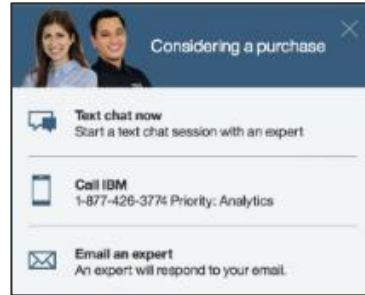 Considering a purchase
Text chat now
Start a text chat session with an expert
Call IBM
1-877-426-3774 Priority: Analytics
Email an expert
An expert will respond to your email.